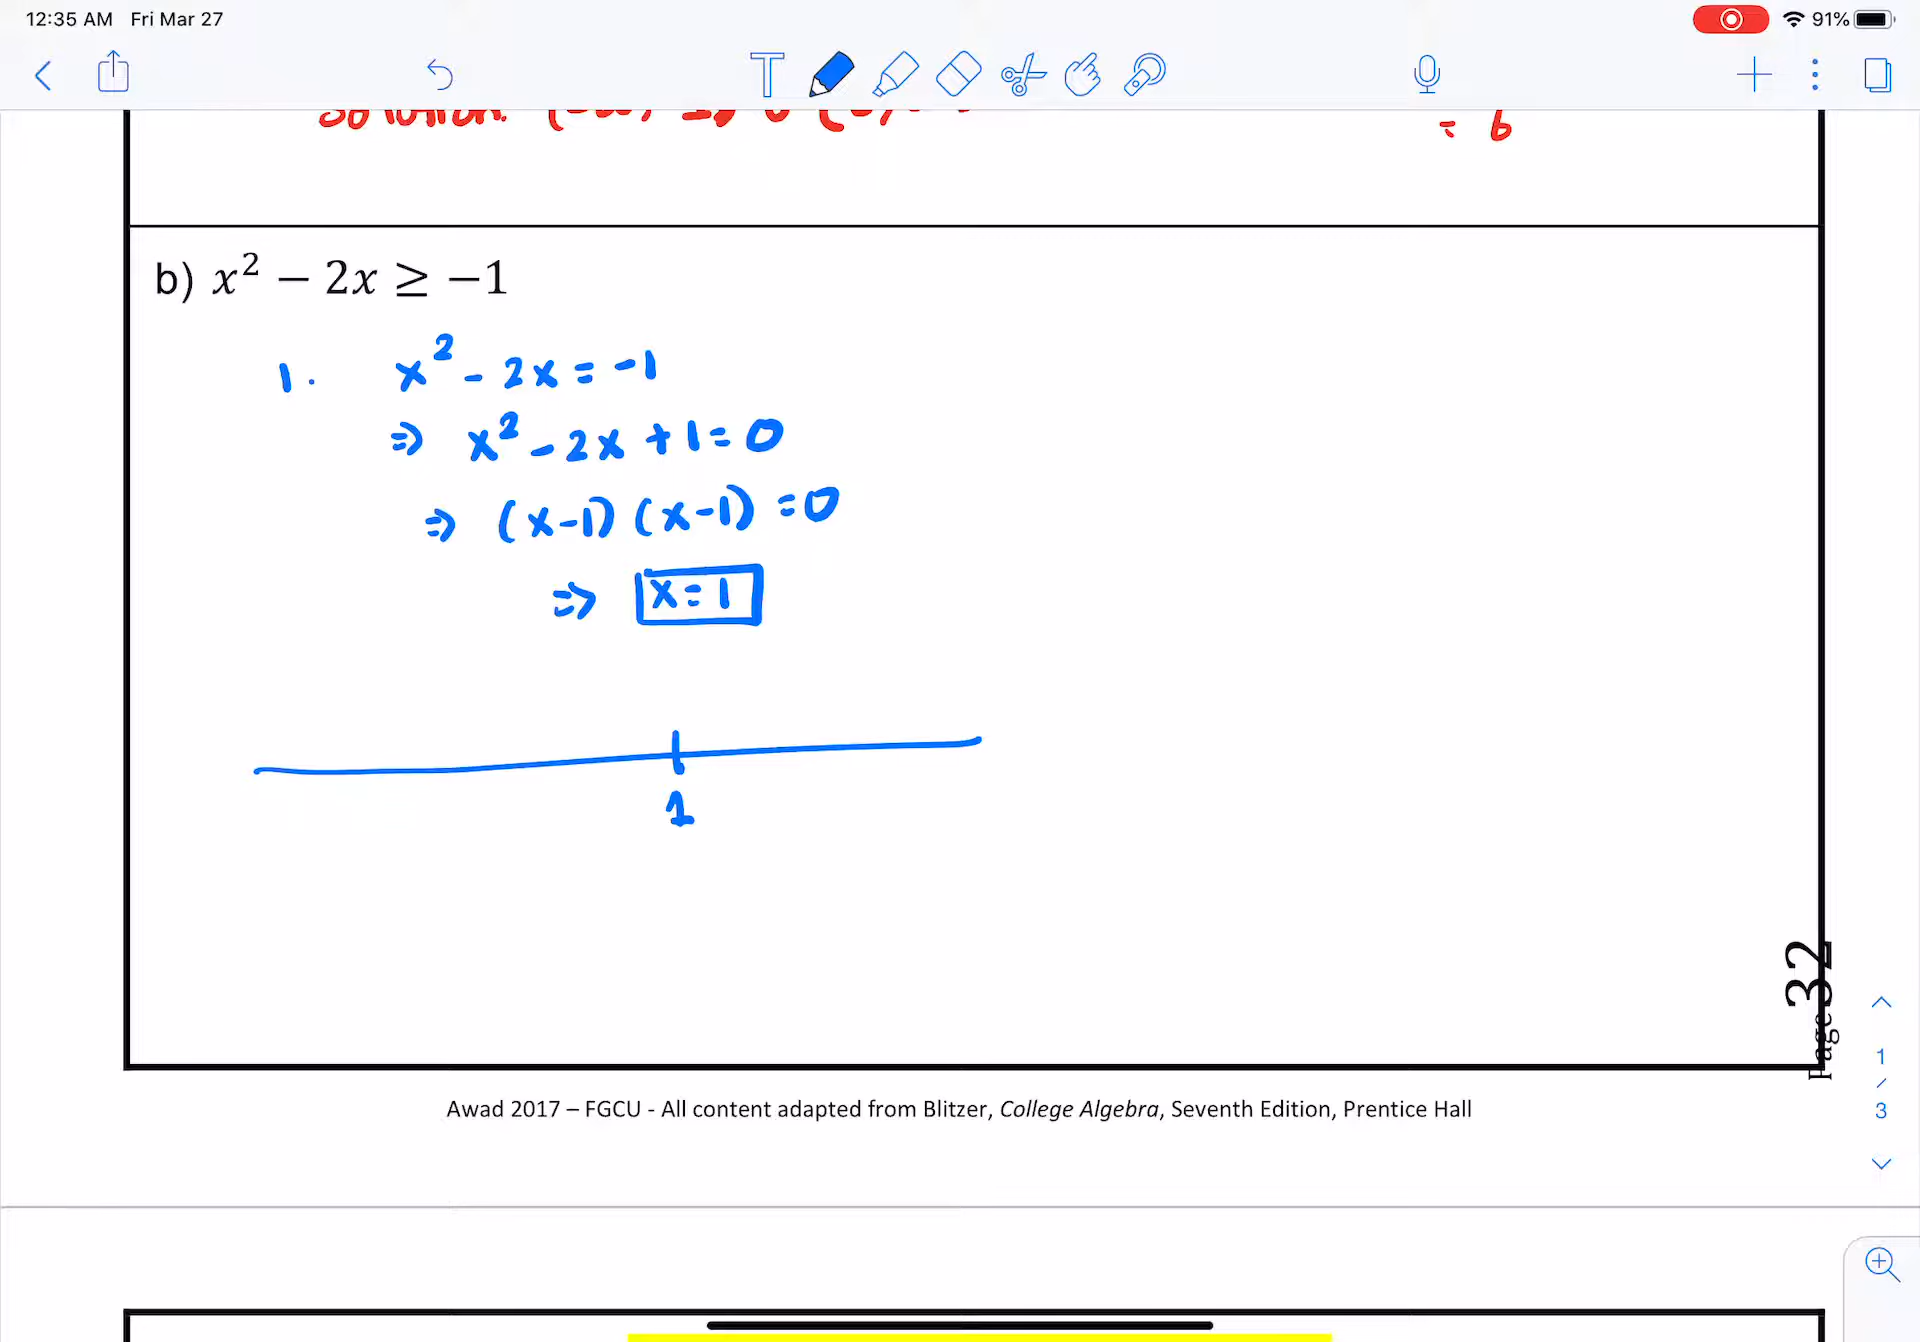 12:35 AM Fri Mar 27
91%
= 6
b) x² − 2x ≥ −1
1. x² - 2x = -1
⇒ x² - 2x + 1 = 0
⇒ (x-1) (x-1) = 0
⇒ x = 1
1
Page 32
1
/
3
Awad 2017 – FGCU - All content adapted from Blitzer, College Algebra, Seventh Edition, Prentice Hall